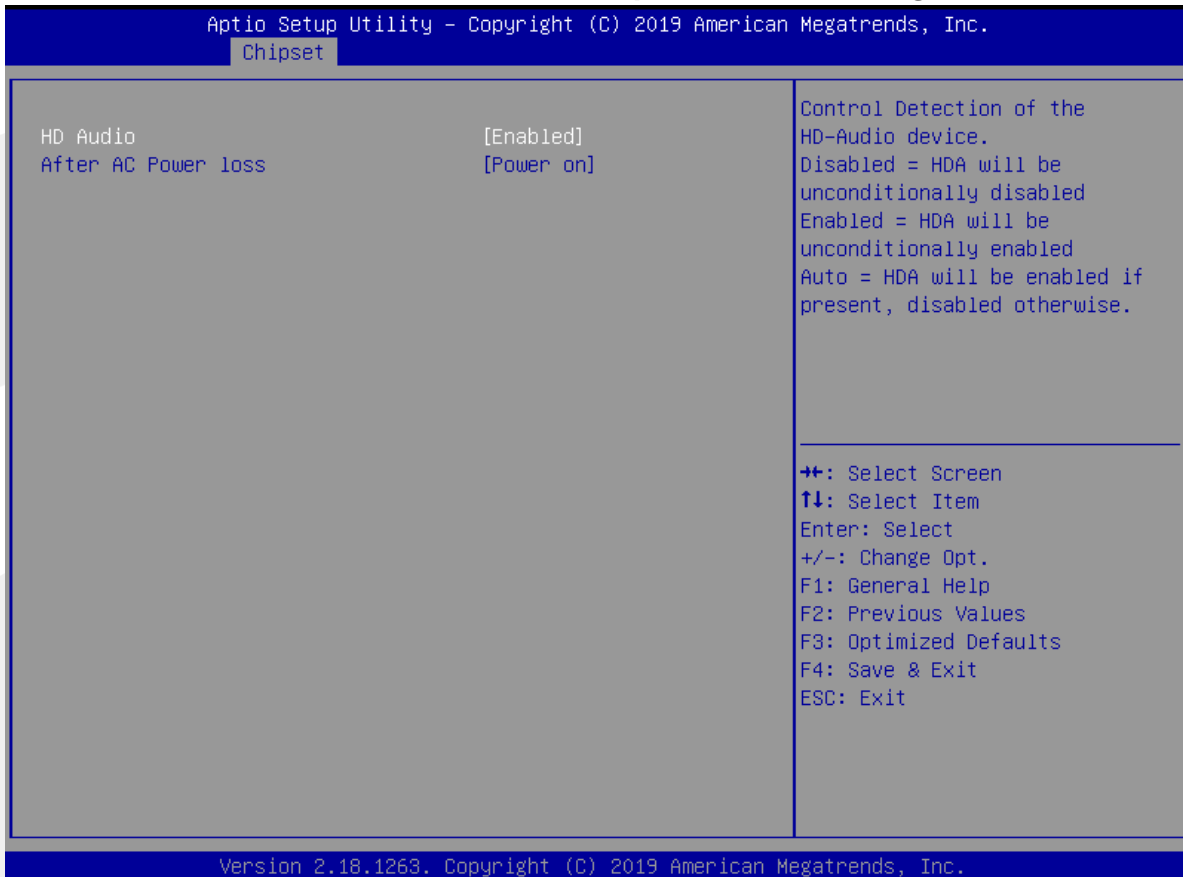 Aptio Setup Utility – Copyright (C) 2019 American Megatrends, Inc.
Chipset
HD Audio [Enabled]
After AC Power loss [Power on]
Control Detection of the
HD-Audio device.
Disabled = HDA will be
unconditionally disabled
Enabled = HDA will be
unconditionally enabled
Auto = HDA will be enabled if
present, disabled otherwise.
→←: Select Screen
↑↓: Select Item
Enter: Select
+/-: Change Opt.
F1: General Help
F2: Previous Values
F3: Optimized Defaults
F4: Save & Exit
ESC: Exit
Version 2.18.1263. Copyright (C) 2019 American Megatrends, Inc.